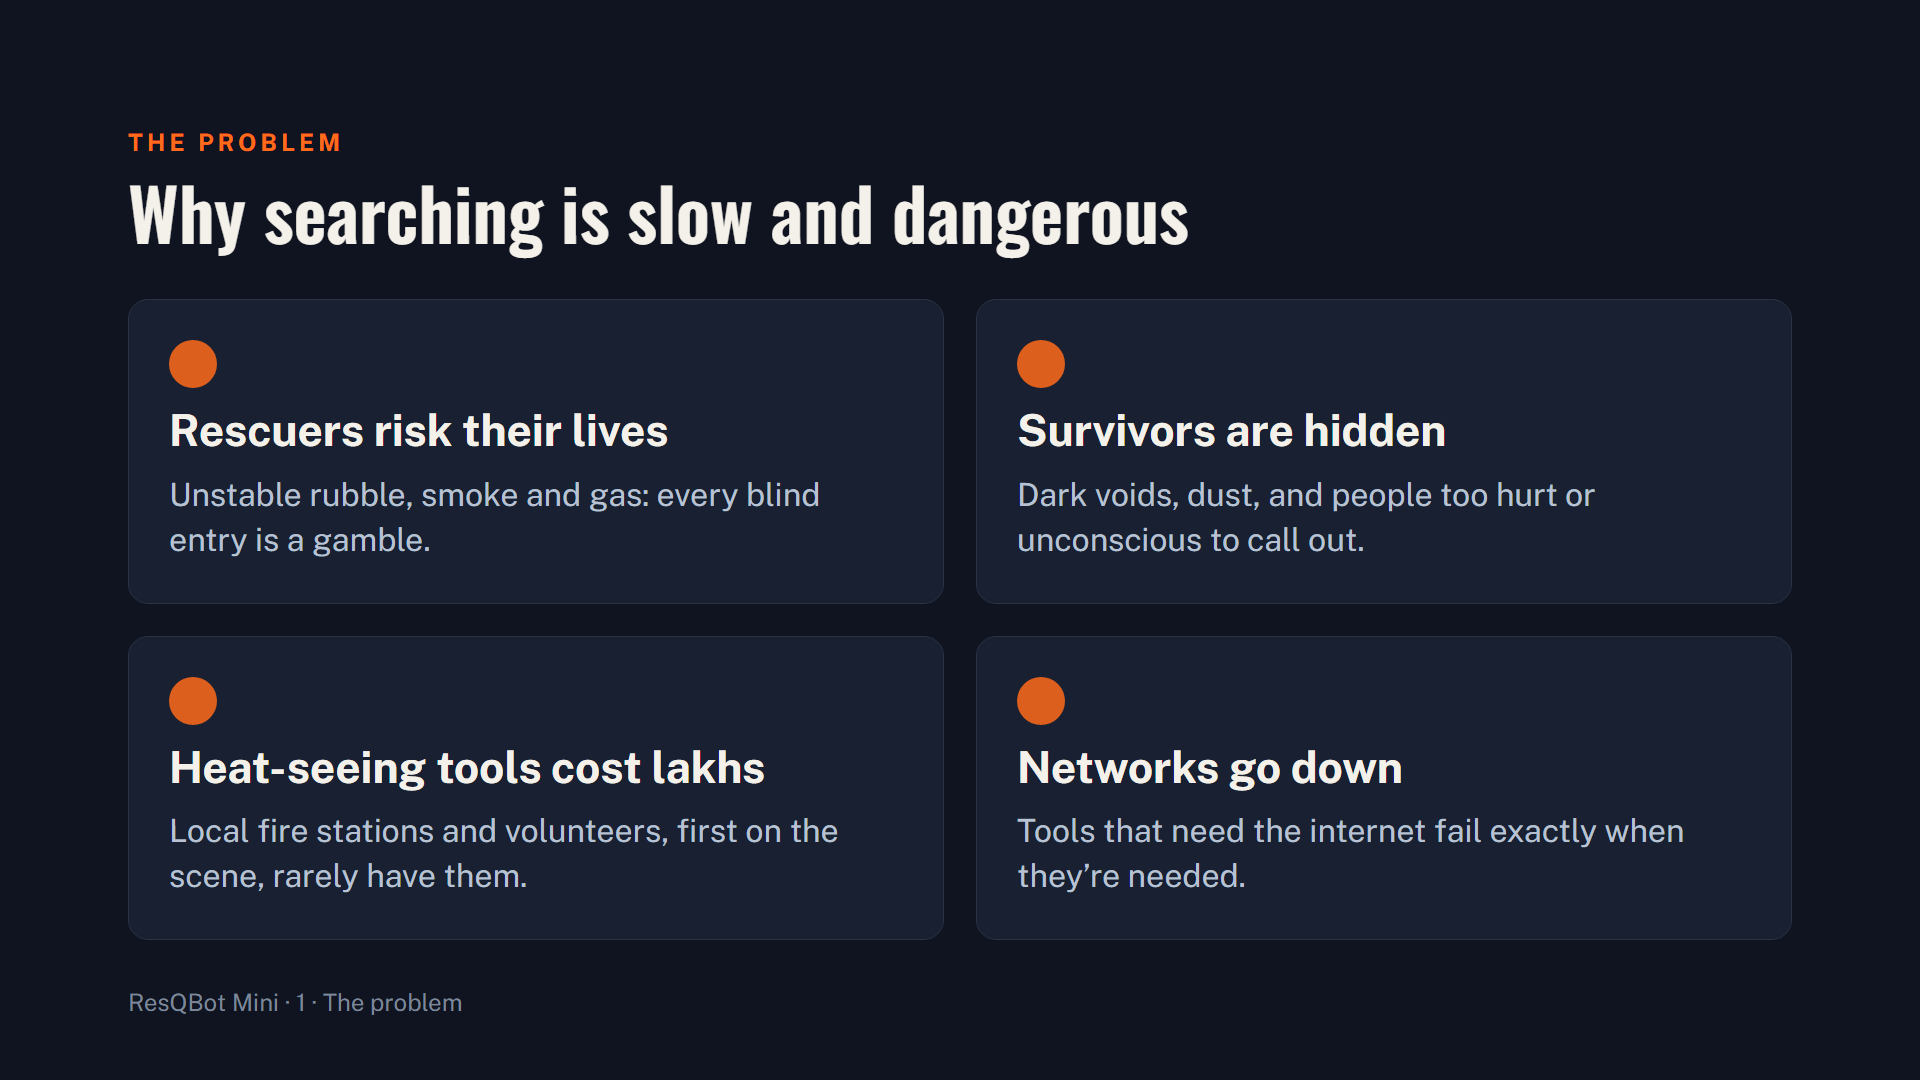 THE PROBLEM
Why searching is slow and dangerous
Rescuers risk their lives
Unstable rubble, smoke and gas: every blind
entry is a gamble.
Survivors are hidden
Dark voids, dust, and people too hurt or
unconscious to call out.
Heat-seeing tools cost lakhs
Local fire stations and volunteers, first on the
scene, rarely have them.
Networks go down
Tools that need the internet fail exactly when
they’re needed.
ResQBot Mini · 1 · The problem